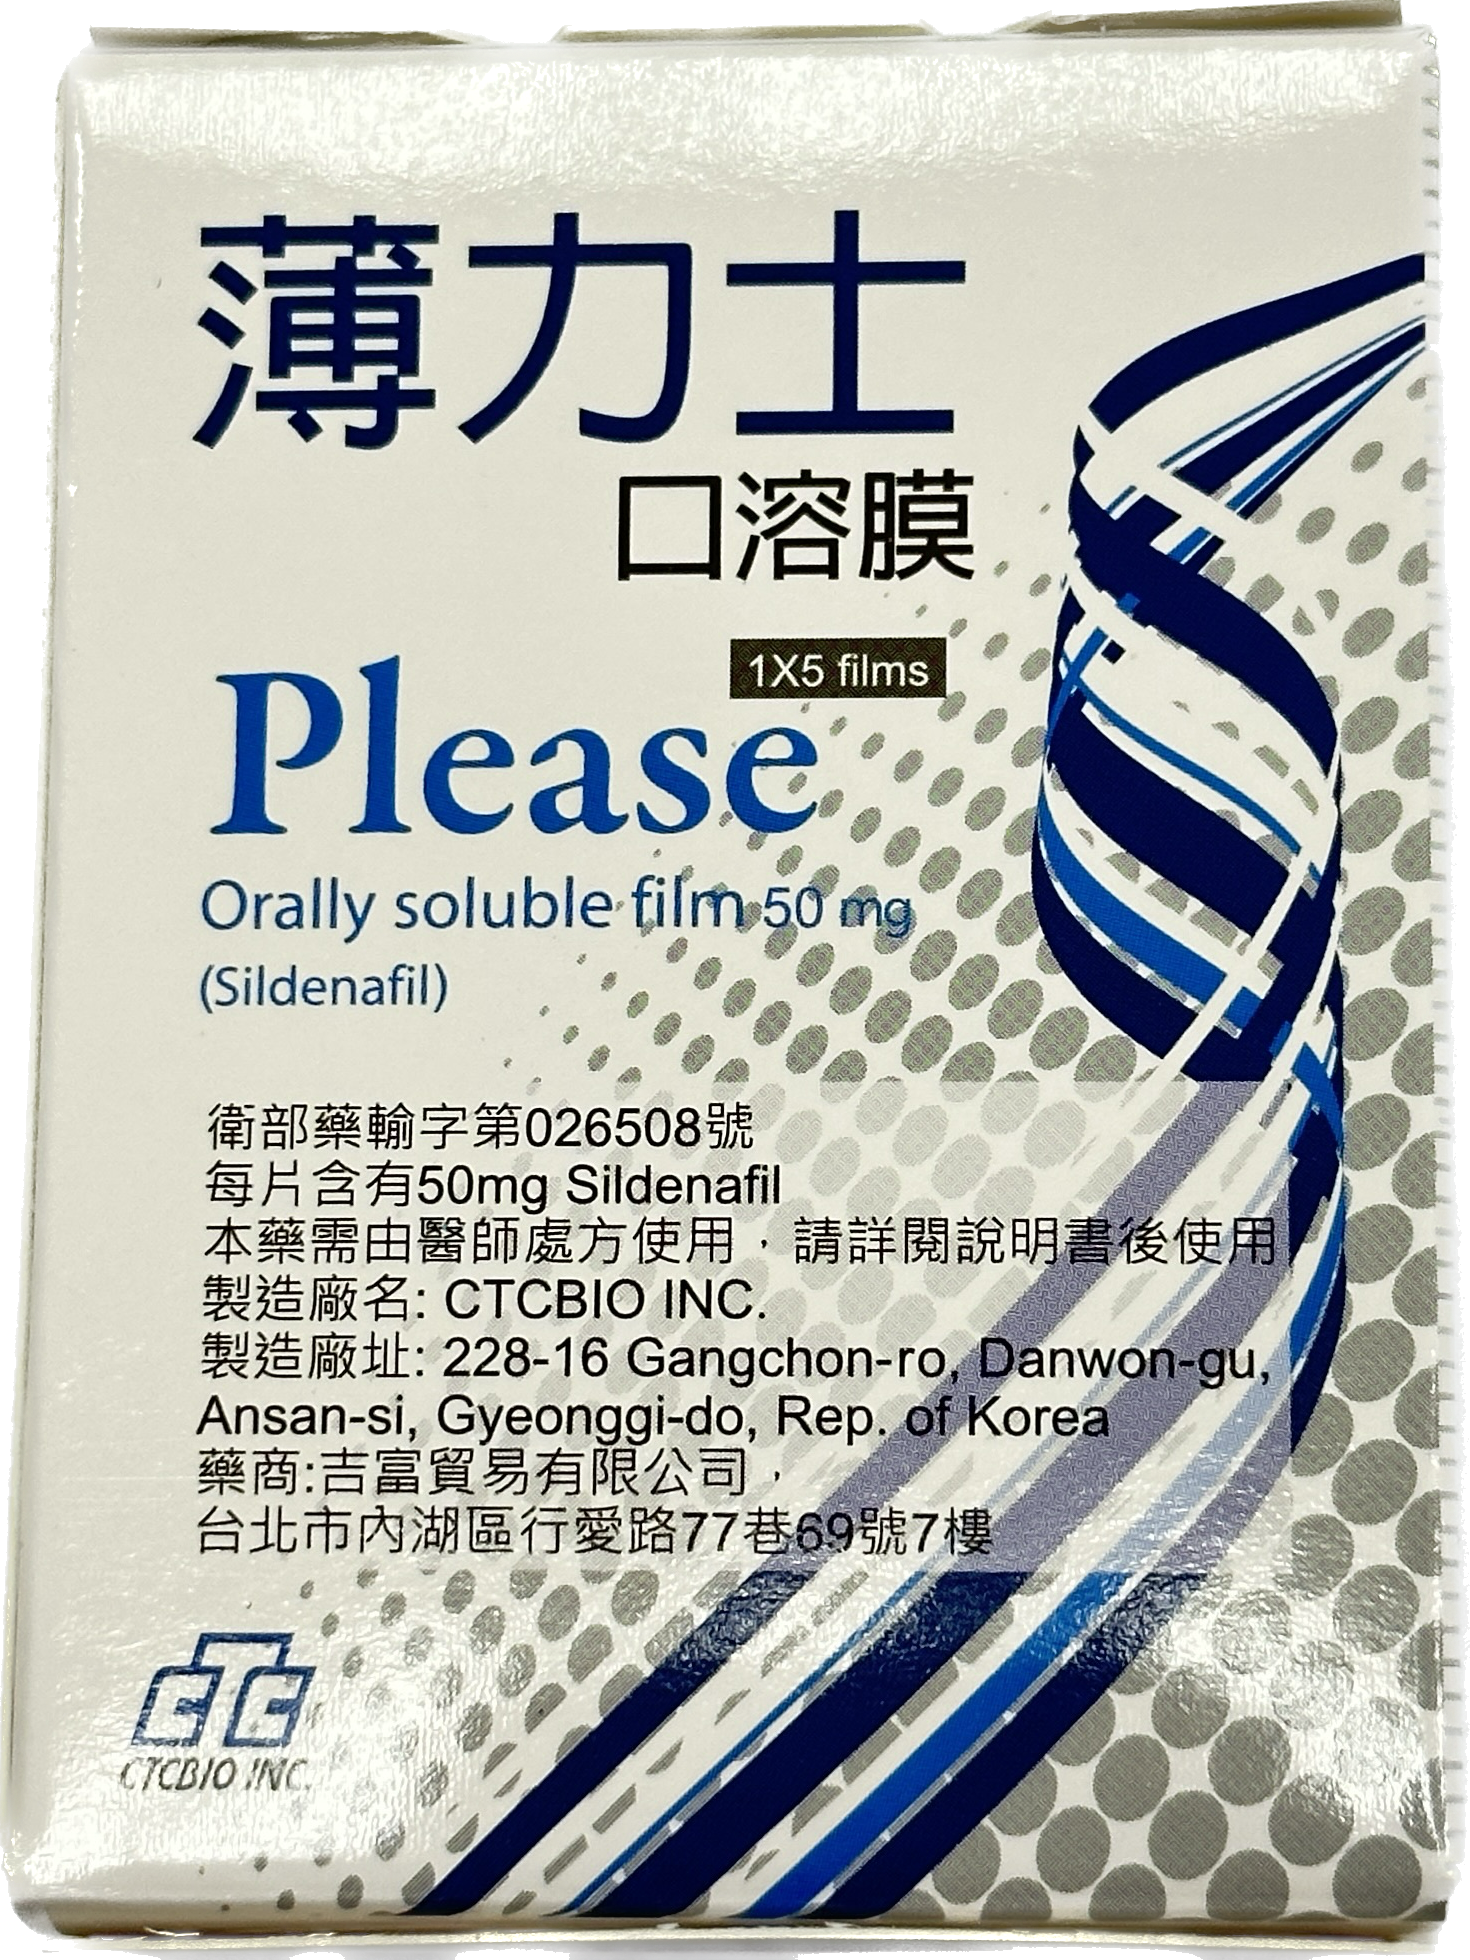 薄力士
口溶膜
1X5 films
Please
Orally soluble film 50 mg
(Sildenafil)
衛部藥輸字第026508號
每片含有50mg Sildenafil
本藥需由醫師處方使用，請詳閱說明書後使用
製造廠名: CTCBIO INC.
製造廠址: 228-16 Gangchon-ro, Danwon-gu,
Ansan-si, Gyeonggi-do, Rep. of Korea
藥商:吉富貿易有限公司，
台北市內湖區行愛路77巷69號7樓
CTC
CTCBIO INC.